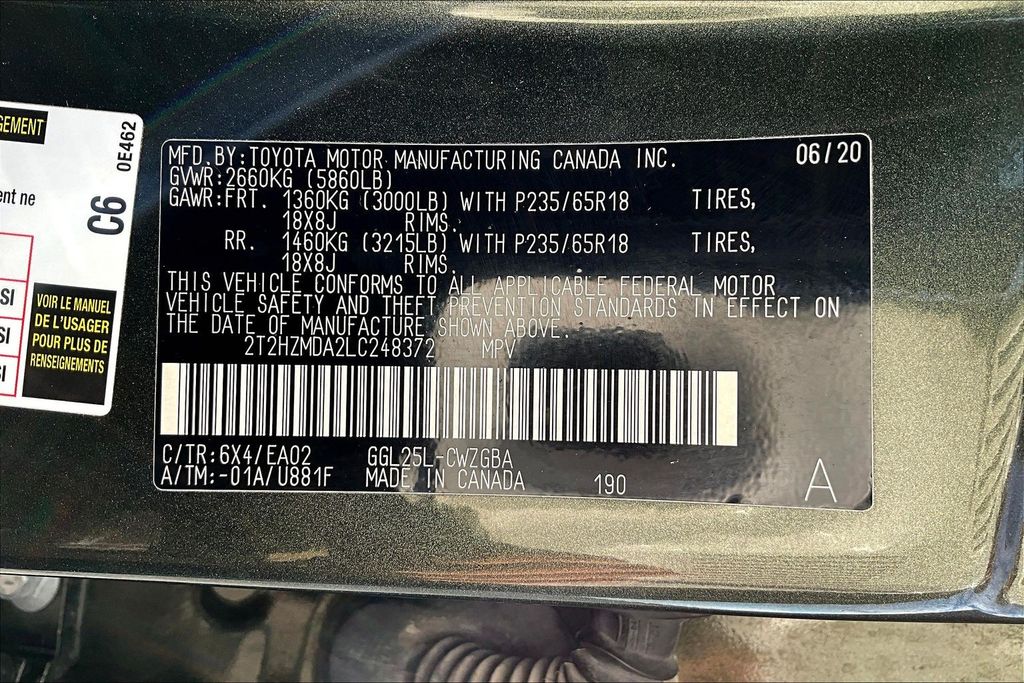 GEMENT
ent ne
SI
SI
SI
C6
0E462
VOIR LE MANUEL
DE L'USAGER
POUR PLUS DE
RENSEIGNEMENTS
MFD.BY:TOYOTA MOTOR MANUFACTURING CANADA INC. 06/20
GVWR:2660KG (5860LB)
GAWR:FRT. 1360KG (3000LB) WITH P235/65R18 TIRES,
18X8J RIMS.
RR. 1460KG (3215LB) WITH P235/65R18 TIRES,
18X8J RIMS.
THIS VEHICLE CONFORMS TO ALL APPLICABLE FEDERAL MOTOR
VEHICLE SAFETY AND THEFT PREVENTION STANDARDS IN EFFECT ON
THE DATE OF MANUFACTURE SHOWN ABOVE.
2T2HZMDA2LC248372 MPV
C/TR:6X4/EA02 GGL25L-CWZGBA
A/TM:-01A/U881F MADE IN CANADA 190 A